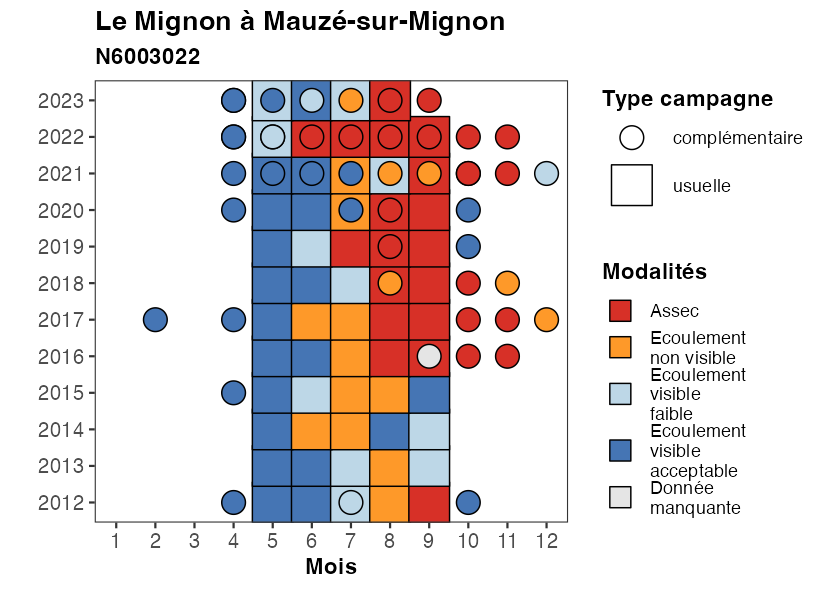 Le Mignon à Mauzé-sur-Mignon
N6003022
2023
2022
2021
2020
2019
2018
2017
2016
2015
2014
2013
2012
1 2 3 4 5 6 7 8 9 10 11 12
Mois
Type campagne
complémentaire
usuelle
Modalités
Assec
Ecoulement
non visible
Ecoulement
visible
faible
Ecoulement
visible
acceptable
Donnée
manquante